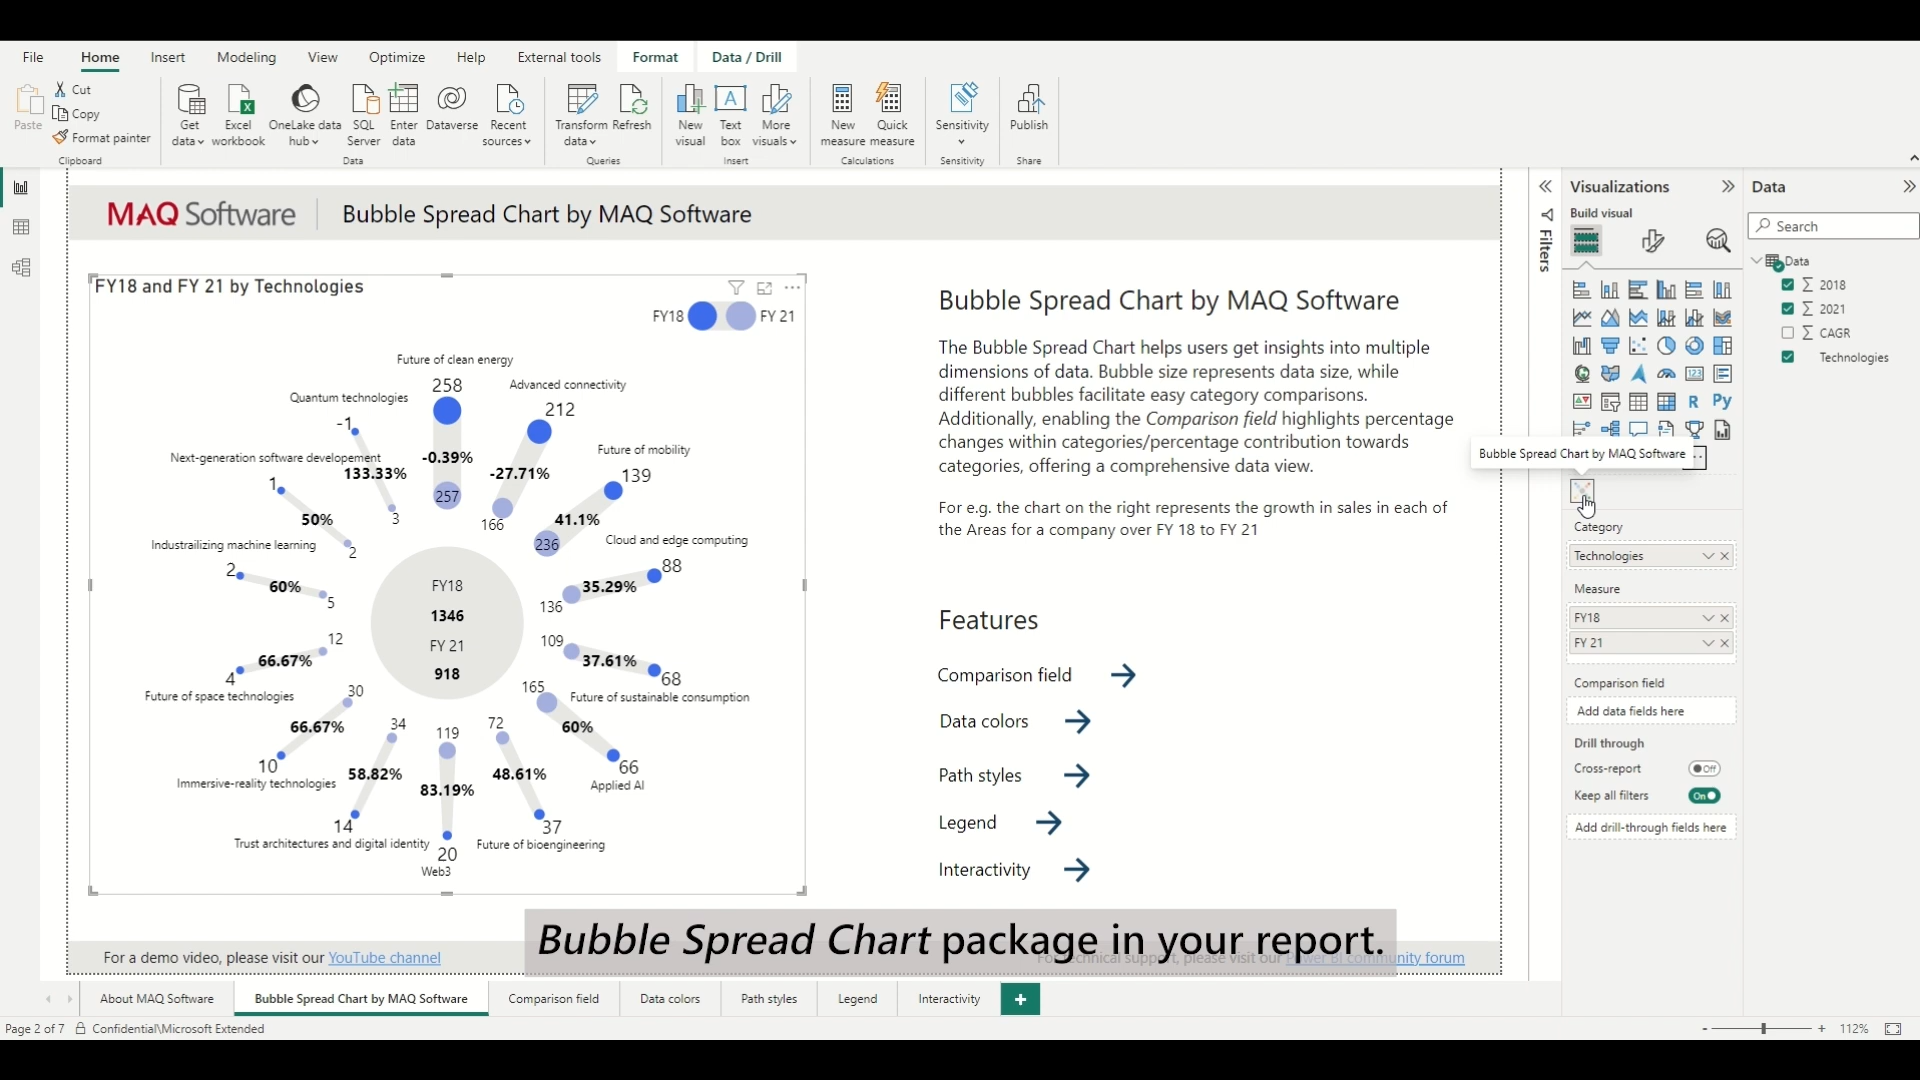 File Home Insert Modeling View Optimize Help External tools Format Data / Drill
Paste
Cut
Copy
Format painter
Clipboard
Get data
Excel workbook
OneLake data hub
SQL Server
Enter data
Dataverse
Recent sources
Data
Transform data
Refresh
Queries
New visual
Text box
More visuals
Insert
New measure
Quick measure
Calculations
Sensitivity
Sensitivity
Publish
Share
MAQ Software
Bubble Spread Chart by MAQ Software
FY18 and FY 21 by Technologies
FY18 FY 21
Future of clean energy
258
-0.39%
257
Advanced connectivity
212
-27.71%
166
Future of mobility
139
41.1%
236
Cloud and edge computing
88
35.29%
136
109
37.61%
68
Future of sustainable consumption
165
60%
66
Applied AI
72
48.61%
37
Future of bioengineering
119
83.19%
20
Web3
34
58.82%
14
Trust architectures and digital identity
30
66.67%
10
Immersive-reality technologies
12
66.67%
4
Future of space technologies
Industrailizing machine learning
2
60%
5
Next-generation software developement
1
50%
2
Quantum technologies
-1
133.33%
3
FY18
1346
FY 21
918
Bubble Spread Chart by MAQ Software
The Bubble Spread Chart helps users get insights into multiple
dimensions of data. Bubble size represents data size, while
different bubbles facilitate easy category comparisons.
Additionally, enabling the Comparison field highlights percentage
changes within categories/percentage contribution towards
categories, offering a comprehensive data view.
For e.g. the chart on the right represents the growth in sales in each of
the Areas for a company over FY 18 to FY 21
Features
Comparison field
Data colors
Path styles
Legend
Interactivity
For a demo video, please visit our YouTube channel
For technical support, please visit our Power BI community forum
Bubble Spread Chart package in your report.
Filters
Visualizations
Build visual
123
R
Py
Bubble Spread Chart by MAQ Software
Category
Technologies
Measure
FY18
FY 21
Comparison field
Add data fields here
Drill through
Cross-report Off
Keep all filters On
Add drill-through fields here
Data
Search
Data
2018
2021
CAGR
Technologies
About MAQ Software Bubble Spread Chart by MAQ Software Comparison field Data colors Path styles Legend Interactivity +
Page 2 of 7 Confidential\Microsoft Extended - + 112%